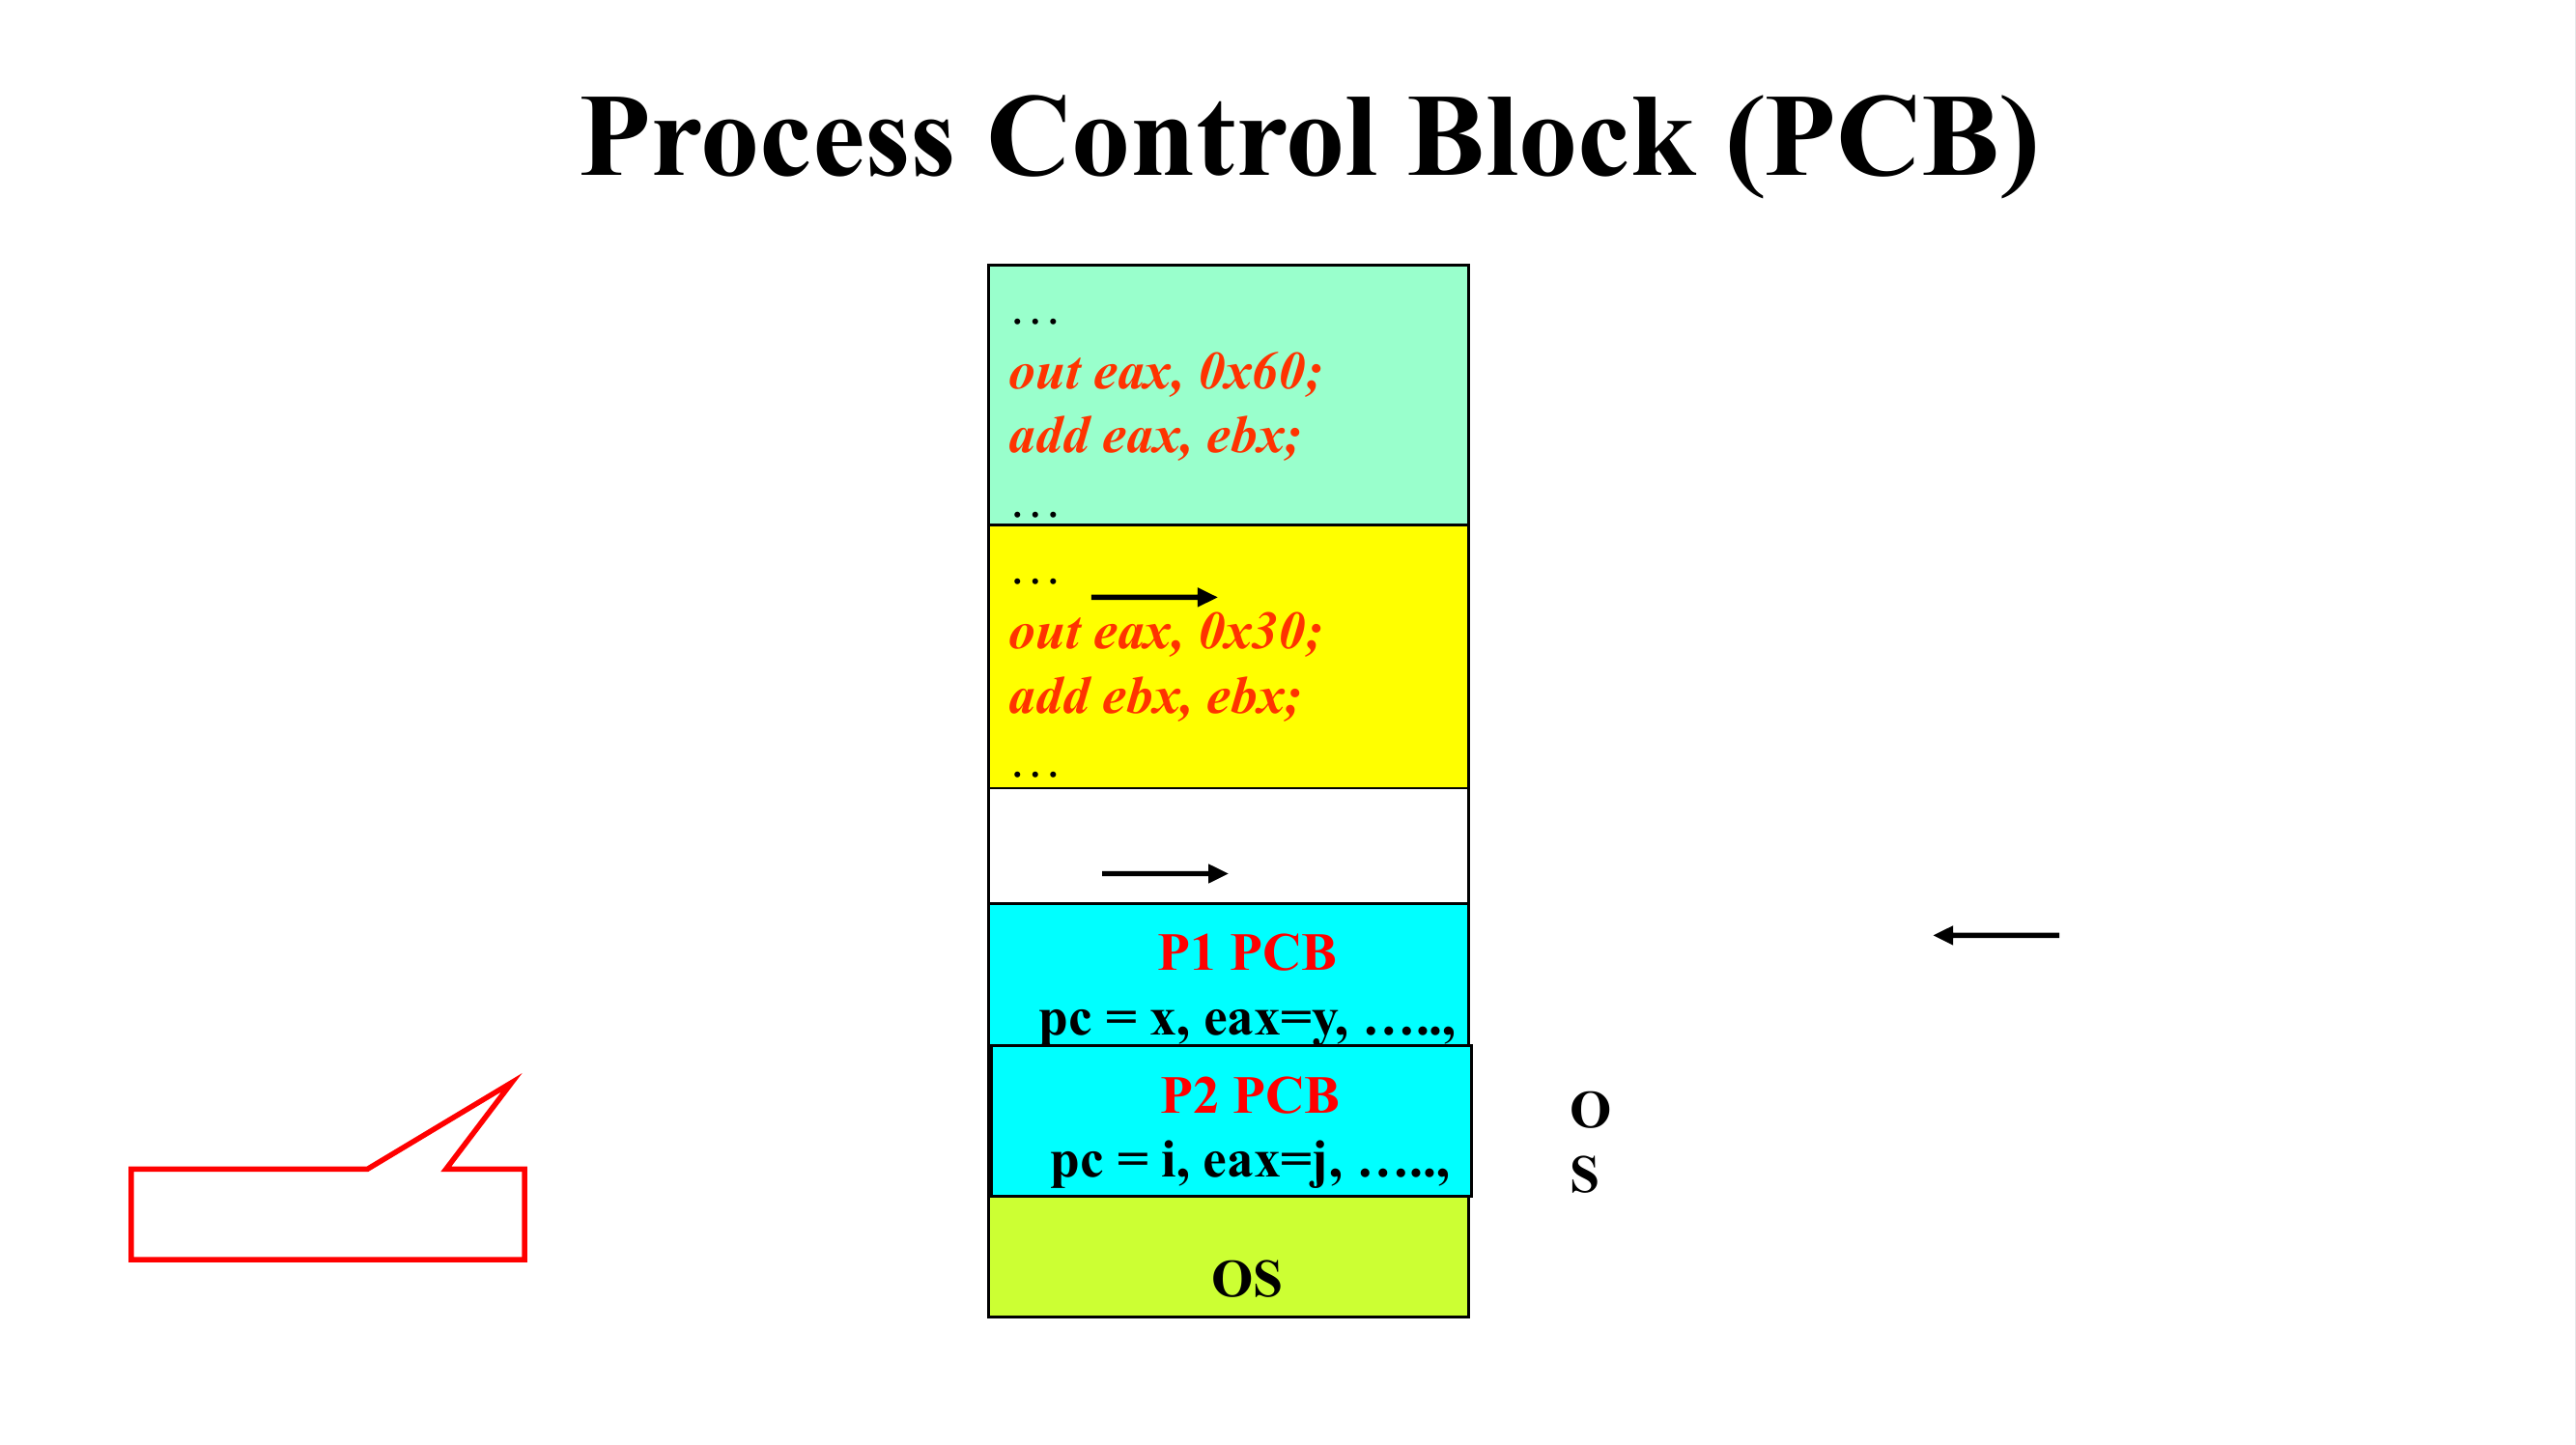 Process Control Block (PCB)
…
out eax, 0x60;
add eax, ebx;
…
…
out eax, 0x30;
add ebx, ebx;
…
P1 PCB
pc = x, eax=y, …..,
P2 PCB
pc = i, eax=j, …..,
O
S
OS